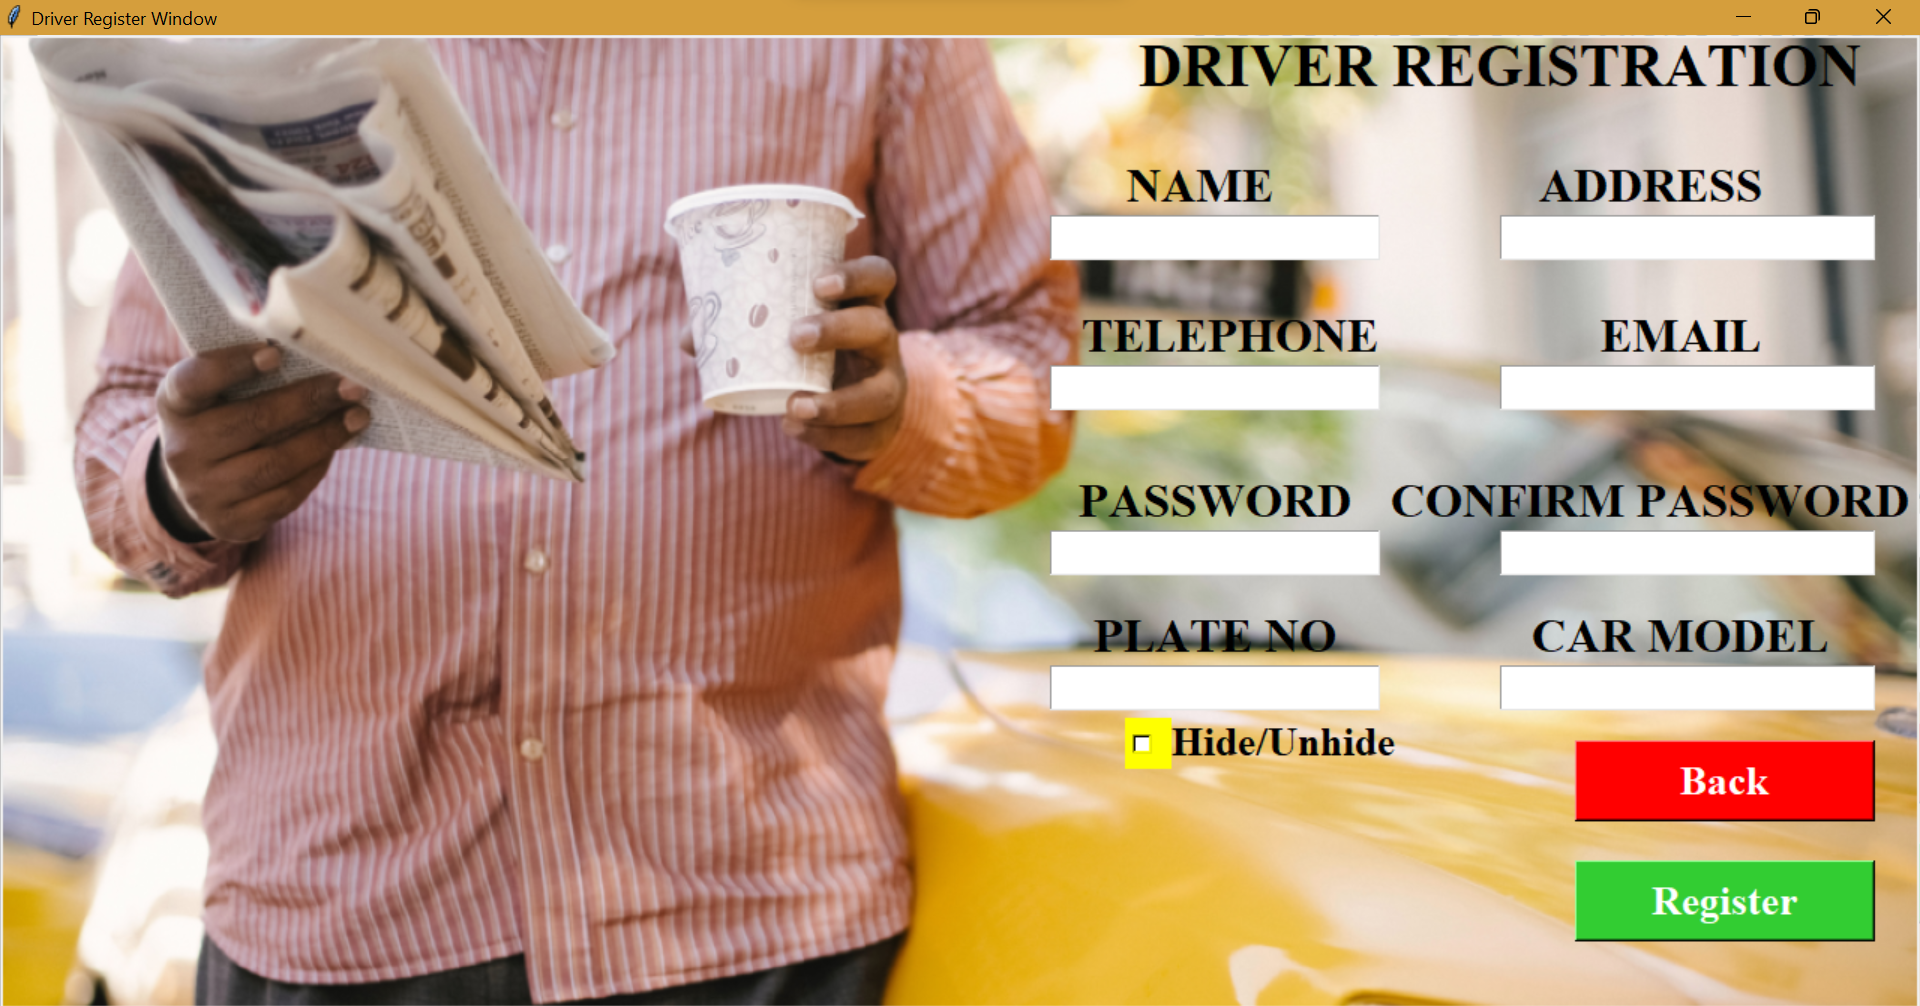 Driver Register Window
DRIVER REGISTRATION
NAME ADDRESS
TELEPHONE EMAIL
PASSWORD CONFIRM PASSWORD
PLATE NO CAR MODEL
Hide/Unhide
Back
Register